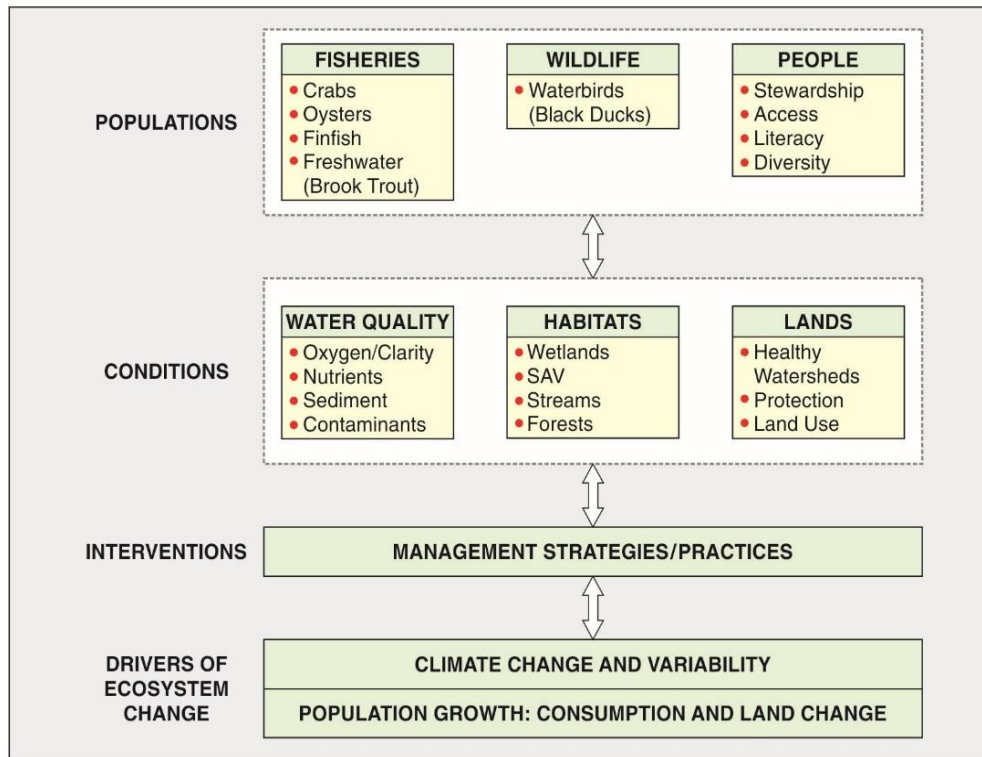 POPULATIONS
FISHERIES
Crabs
Oysters
Finfish
Freshwater
(Brook Trout)
WILDLIFE
Waterbirds
(Black Ducks)
PEOPLE
Stewardship
Access
Literacy
Diversity
CONDITIONS
WATER QUALITY
Oxygen/Clarity
Nutrients
Sediment
Contaminants
HABITATS
Wetlands
SAV
Streams
Forests
LANDS
Healthy
Watersheds
Protection
Land Use
INTERVENTIONS
MANAGEMENT STRATEGIES/PRACTICES
DRIVERS OF
ECOSYSTEM
CHANGE
CLIMATE CHANGE AND VARIABILITY
POPULATION GROWTH: CONSUMPTION AND LAND CHANGE